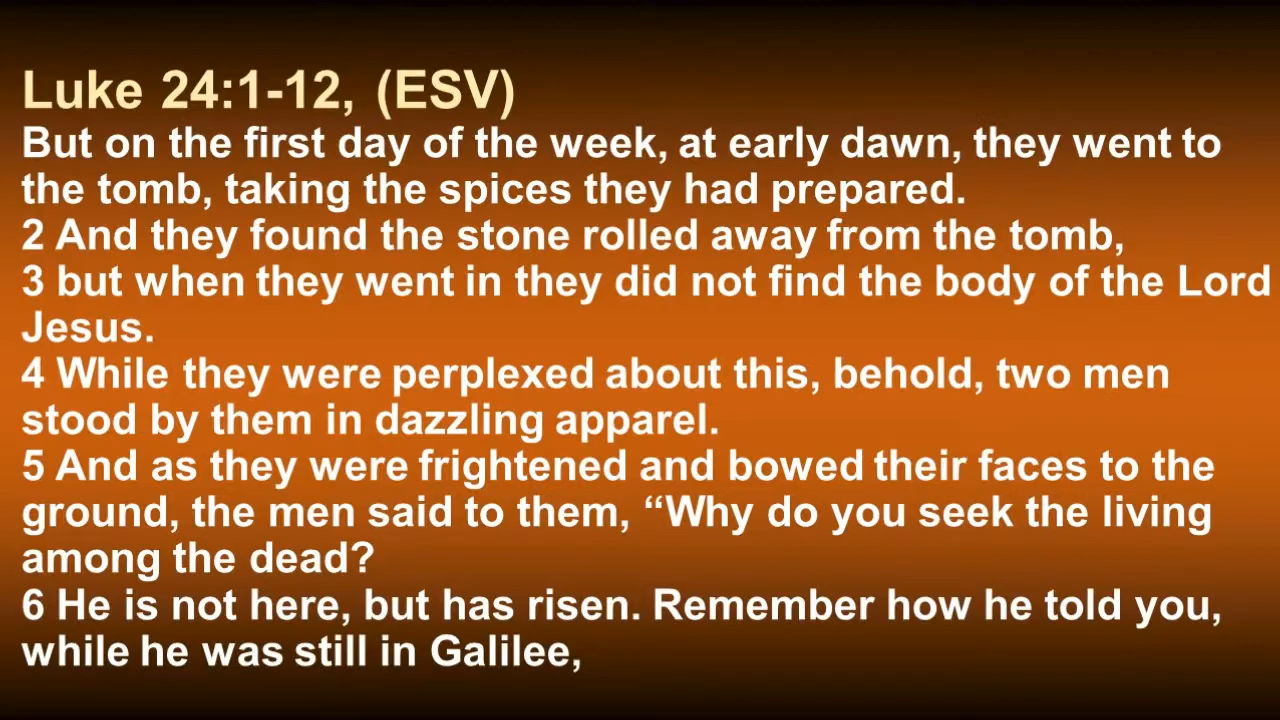 Luke 24:1-12, (ESV)
But on the first day of the week, at early dawn, they went to
the tomb, taking the spices they had prepared.
2 And they found the stone rolled away from the tomb,
3 but when they went in they did not find the body of the Lord
Jesus.
4 While they were perplexed about this, behold, two men
stood by them in dazzling apparel.
5 And as they were frightened and bowed their faces to the
ground, the men said to them, “Why do you seek the living
among the dead?
6 He is not here, but has risen. Remember how he told you,
while he was still in Galilee,